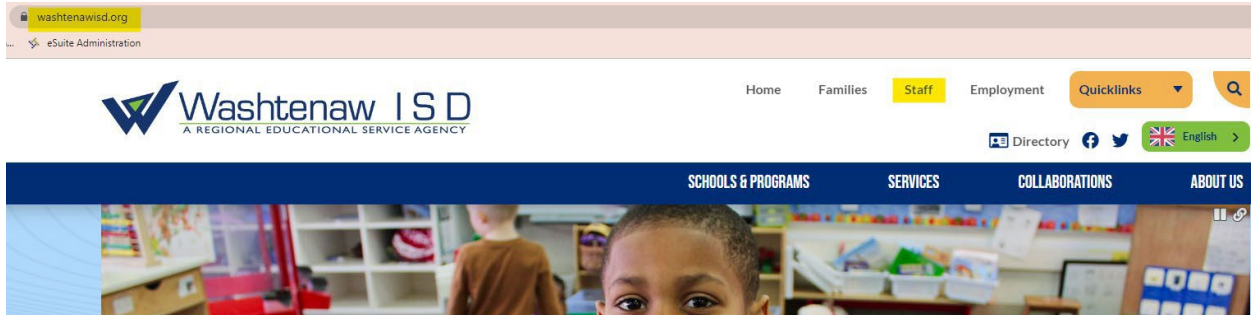 washtenawisd.org
... eSuite Administration
Washtenaw ISD
A REGIONAL EDUCATIONAL SERVICE AGENCY
Home Families Staff Employment Quicklinks
Directory English
SCHOOLS & PROGRAMS SERVICES COLLABORATIONS ABOUT US